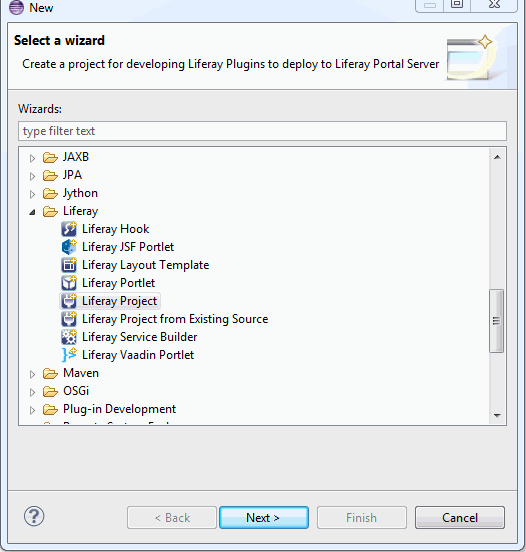 New
Select a wizard
Create a project for developing Liferay Plugins to deploy to Liferay Portal Server
Wizards:
type filter text
JAXB
JPA
Jython
Liferay
Liferay Hook
Liferay JSF Portlet
Liferay Layout Template
Liferay Portlet
Liferay Project
Liferay Project from Existing Source
Liferay Service Builder
Liferay Vaadin Portlet
Maven
OSGi
Plug-in Development
?
< Back
Next >
Finish
Cancel